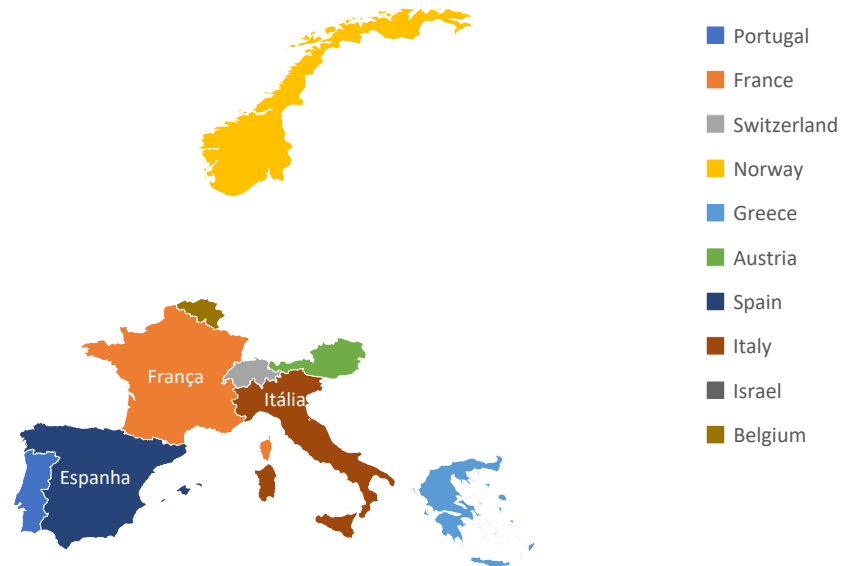 Portugal
France
Switzerland
Norway
Greece
Austria
Spain
Italy
Israel
Belgium
França
Itália
Espanha